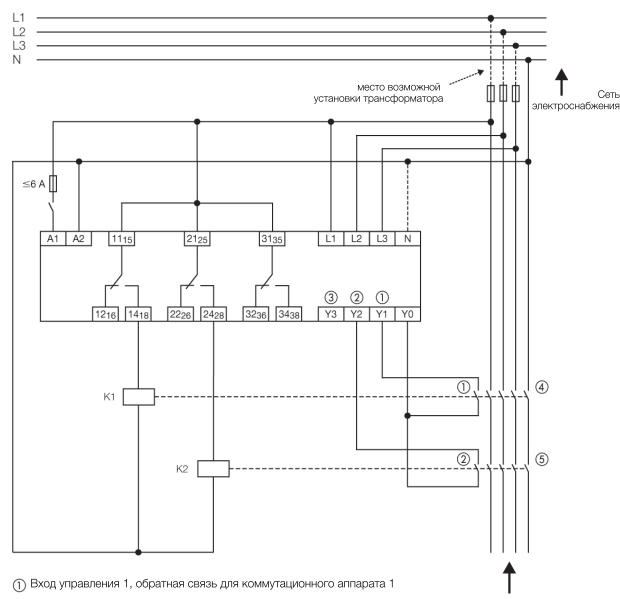 L1
L2
L3
N
место возможной
установки трансформатора
Сеть
электроснабжения
≤6 A
A1 A2 1115 2125 3135 L1 L2 L3 N
③ ② ①
1216 1418 2226 2428 3236 3438 Y3 Y2 Y1 Y0
K1 ① ④
K2 ② ⑤
① Вход управления 1, обратная связь для коммутационного аппарата 1